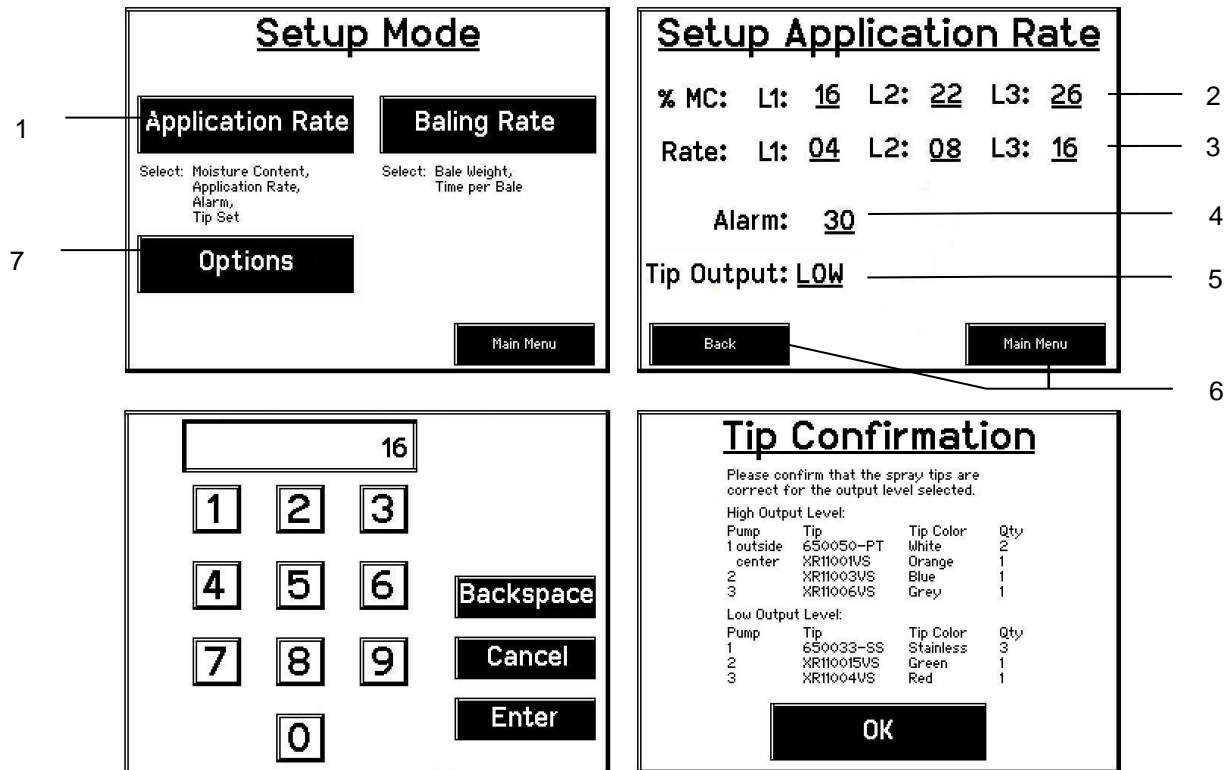 Setup Mode
1
Application Rate
Baling Rate
Select: Moisture Content,
Application Rate,
Alarm,
Tip Set
Select: Bale Weight,
Time per Bale
7
Options
Main Menu
Setup Application Rate
% MC: L1: 16 L2: 22 L3: 26
2
Rate: L1: 04 L2: 08 L3: 16
3
Alarm: 30
4
Tip Output: LOW
5
Back
Main Menu
6
16
1 2 3
4 5 6
Backspace
7 8 9
Cancel
0
Enter
Tip Confirmation
Please confirm that the spray tips are
correct for the output level selected.
High Output Level:
Pump Tip Tip Color Qty
1 outside 650050-PT White 2
center XR11001VS Orange 1
2 XR11003VS Blue 1
3 XR11006VS Grey 1
Low Output Level:
Pump Tip Tip Color Qty
1 650033-SS Stainless 3
2 XR110015VS Green 1
3 XR11004VS Red 1
OK